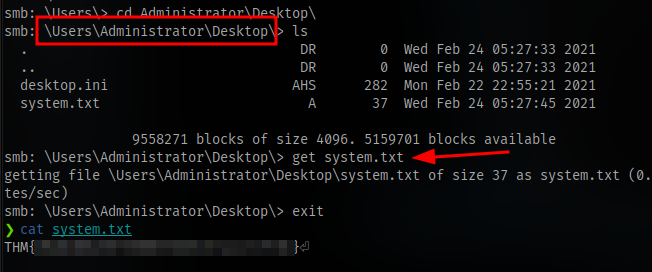 smb: \Users\> cd Administrator\Desktop\
smb: \Users\Administrator\Desktop\> ls
  .                                  DR        0  Wed Feb 24 05:27:33 2021
  ..                                 DR        0  Wed Feb 24 05:27:33 2021
  desktop.ini                       AHS      282  Mon Feb 22 22:55:21 2021
  system.txt                          A       37  Wed Feb 24 05:27:45 2021

                9558271 blocks of size 4096. 5159701 blocks available
smb: \Users\Administrator\Desktop\> get system.txt
getting file \Users\Administrator\Desktop\system.txt of size 37 as system.txt (0.
tes/sec)
smb: \Users\Administrator\Desktop\> exit
❯ cat system.txt
THM{ }⏎